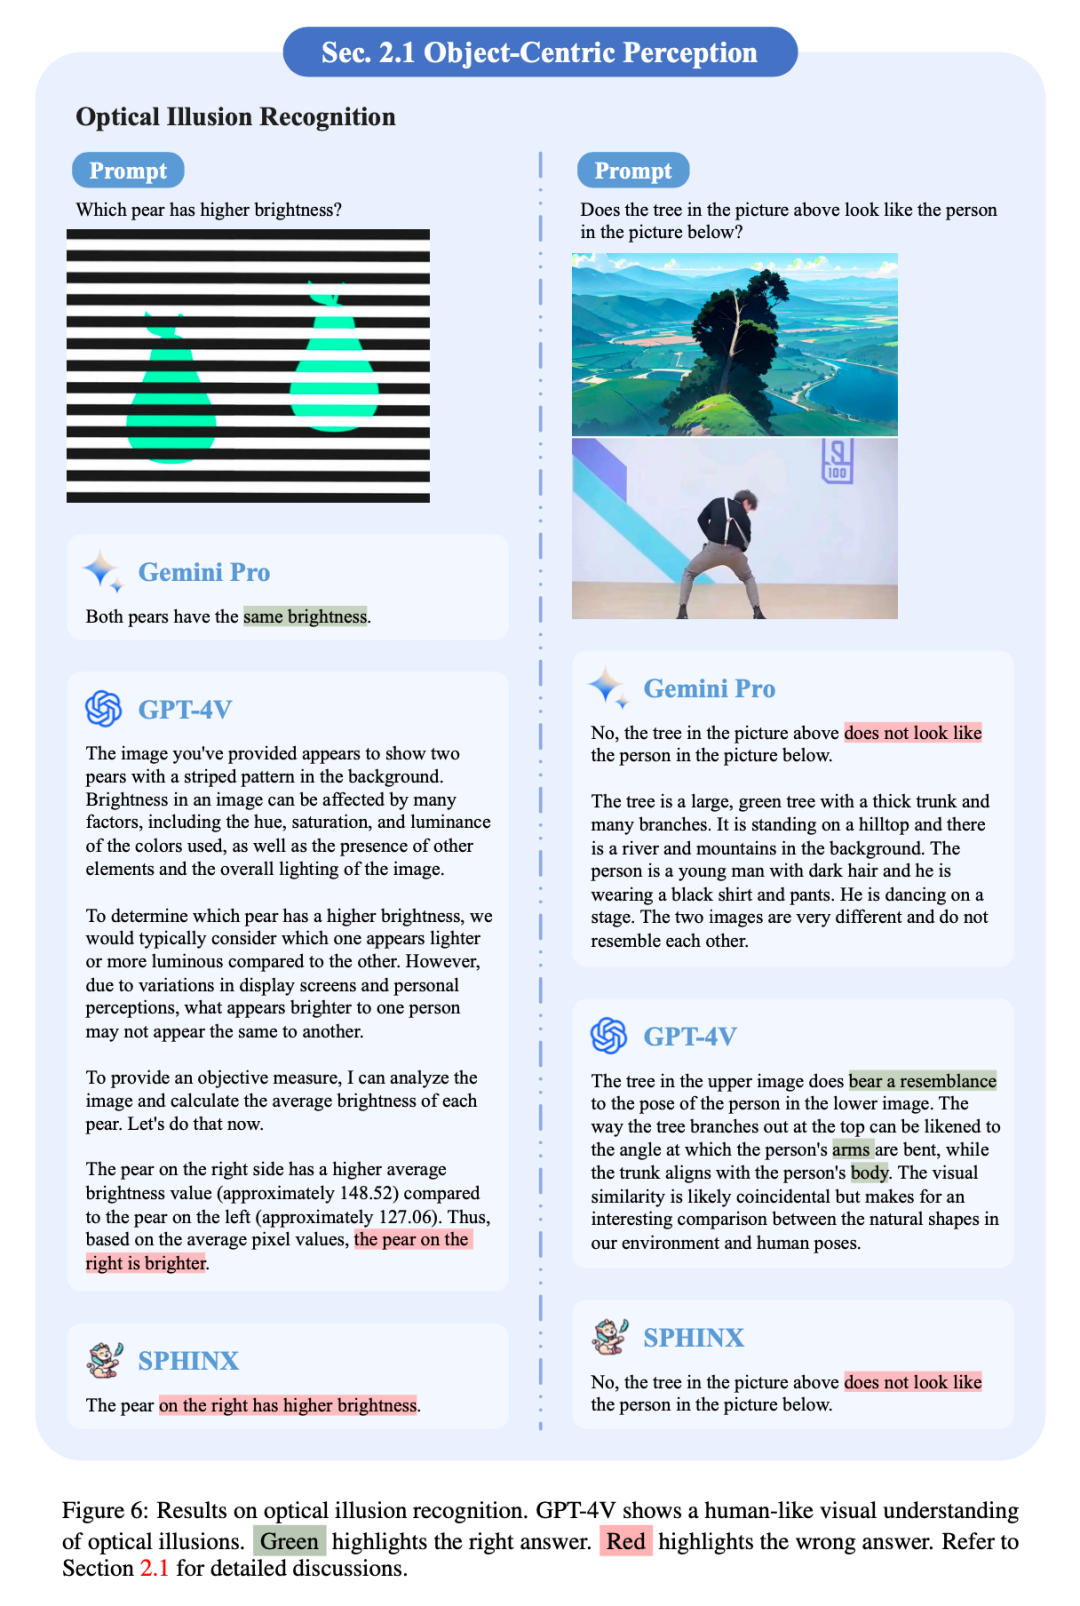 Sec. 2.1 Object-Centric Perception
Optical Illusion Recognition
Prompt
Which pear has higher brightness?
Gemini Pro
Both pears have the same brightness.
GPT-4V
The image you've provided appears to show two
pears with a striped pattern in the background.
Brightness in an image can be affected by many
factors, including the hue, saturation, and luminance
of the colors used, as well as the presence of other
elements and the overall lighting of the image.
To determine which pear has a higher brightness, we
would typically consider which one appears lighter
or more luminous compared to the other. However,
due to variations in display screens and personal
perceptions, what appears brighter to one person
may not appear the same to another.
To provide an objective measure, I can analyze the
image and calculate the average brightness of each
pear. Let's do that now.
The pear on the right side has a higher average
brightness value (approximately 148.52) compared
to the pear on the left (approximately 127.06). Thus,
based on the average pixel values, the pear on the
right is brighter.
SPHINX
The pear on the right has higher brightness.
Prompt
Does the tree in the picture above look like the person
in the picture below?
100
Gemini Pro
No, the tree in the picture above does not look like
the person in the picture below.
The tree is a large, green tree with a thick trunk and
many branches. It is standing on a hilltop and there
is a river and mountains in the background. The
person is a young man with dark hair and he is
wearing a black shirt and pants. He is dancing on a
stage. The two images are very different and do not
resemble each other.
GPT-4V
The tree in the upper image does bear a resemblance
to the pose of the person in the lower image. The
way the tree branches out at the top can be likened to
the angle at which the person's arms are bent, while
the trunk aligns with the person's body. The visual
similarity is likely coincidental but makes for an
interesting comparison between the natural shapes in
our environment and human poses.
SPHINX
No, the tree in the picture above does not look like
the person in the picture below.
Figure 6: Results on optical illusion recognition. GPT-4V shows a human-like visual understanding
of optical illusions. Green highlights the right answer. Red highlights the wrong answer. Refer to
Section 2.1 for detailed discussions.